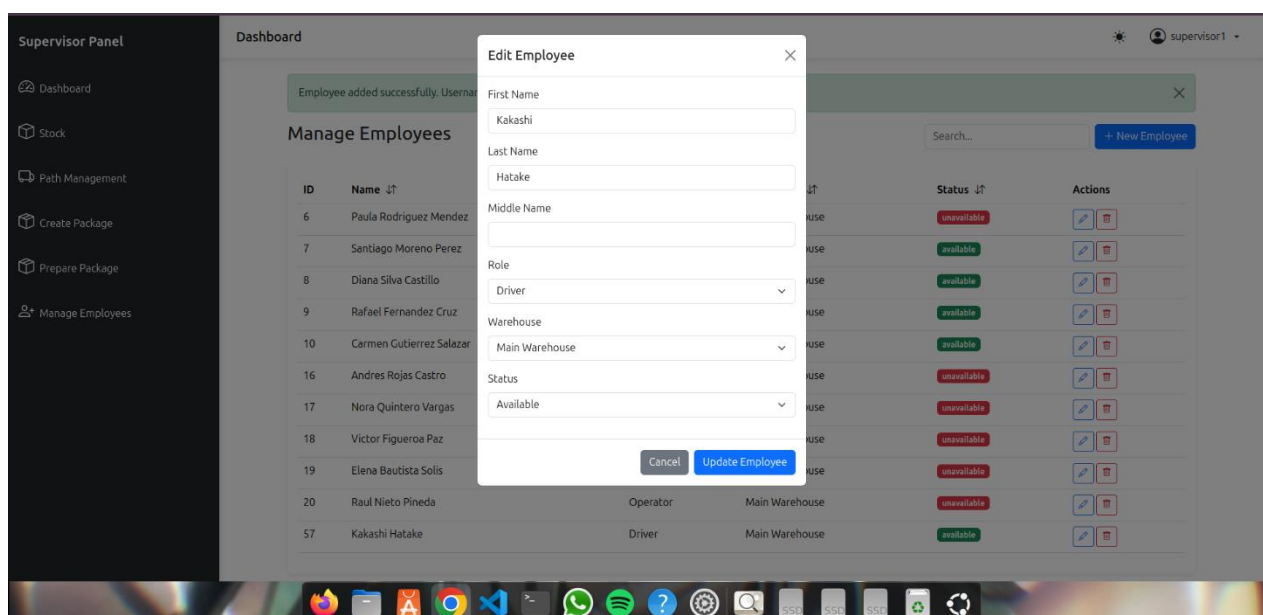 Supervisor Panel
Dashboard
Stock
Path Management
Create Package
Prepare Package
Manage Employees
Dashboard
supervisor1
Employee added successfully.
Manage Employees
Search...
+ New Employee
ID Name Status Actions
6 Paula Rodriguez Mendez unavailable
7 Santiago Moreno Perez available
8 Diana Silva Castillo available
9 Rafael Fernandez Cruz available
10 Carmen Gutierrez Salazar available
16 Andres Rojas Castro unavailable
17 Nora Quintero Vargas unavailable
18 Victor Figueroa Paz unavailable
19 Elena Bautista Solis unavailable
20 Raul Nieto Pineda Operator Main Warehouse unavailable
57 Kakashi Hatake Driver Main Warehouse available
Edit Employee
First Name
Kakashi
Last Name
Hatake
Middle Name
Role
Driver
Warehouse
Main Warehouse
Status
Available
Cancel
Update Employee
SSD
SSD
SSD